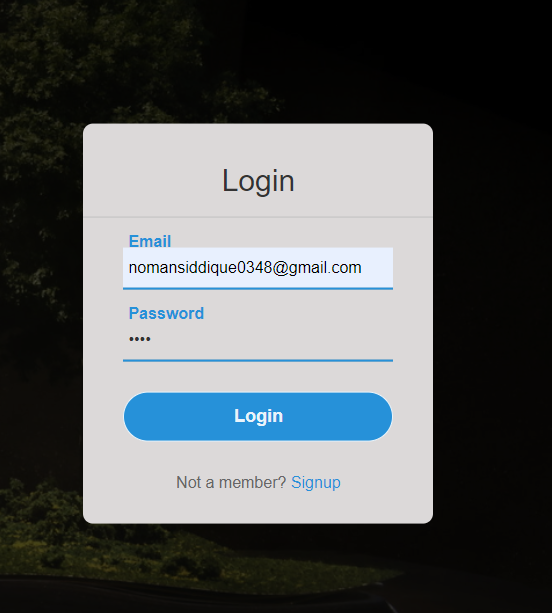 Login
Email
nomansiddique0348@gmail.com
Password
••••
Login
Not a member? Signup